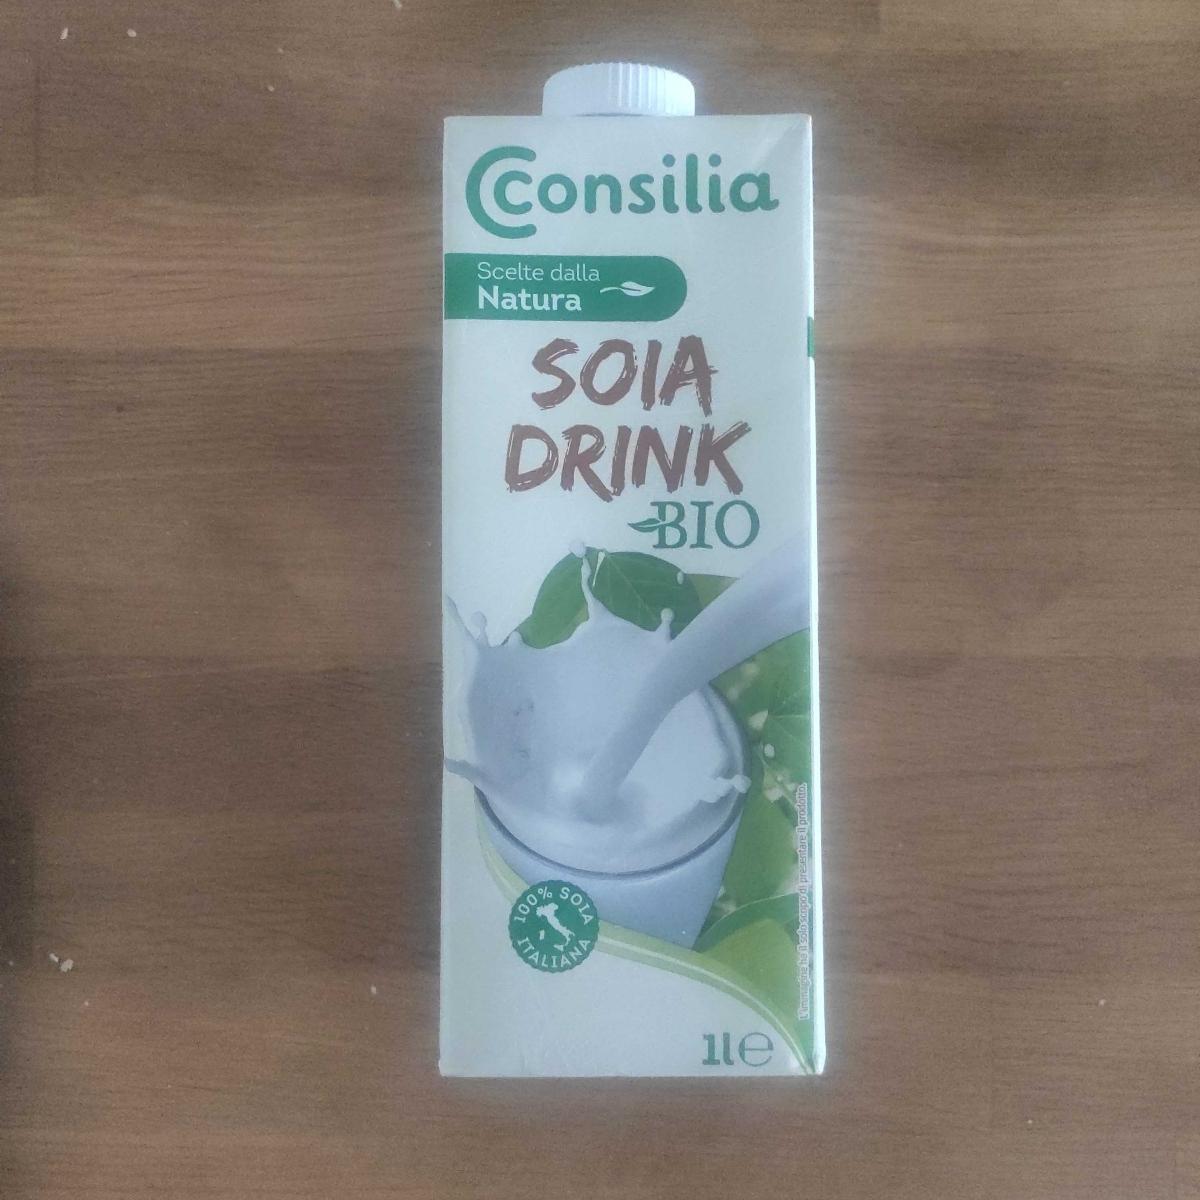 Consilia
Scelte dalla
Natura
SOIA
DRINK
BIO
100% SOIA
ITALIANA
L'immagine ha il solo scopo di presentare il prodotto.
1l e